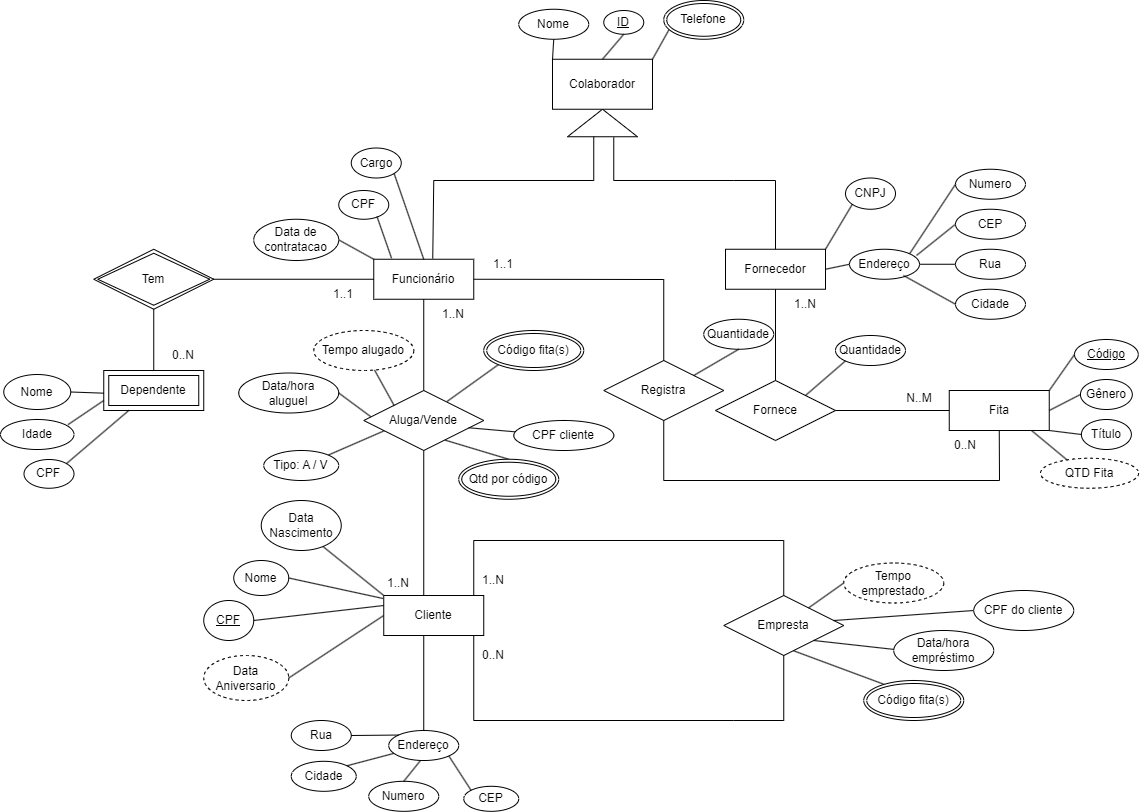 Nome
ID
Telefone
Colaborador
Cargo
CPF
Data de
contratacao
CNPJ
Numero
CEP
Rua
Cidade
Endereço
Fornecedor
Funcionário
Tem
1..1
1..1
1..N
1..N
0..N
Dependente
Nome
Idade
CPF
Tempo alugado
Código fita(s)
Data/hora
aluguel
Aluga/Vende
CPF cliente
Tipo: A / V
Qtd por código
Quantidade
Registra
Quantidade
Fornece
N..M
Fita
0..N
Código
Gênero
Título
QTD Fita
Data
Nascimento
Nome
CPF
Data
Aniversario
1..N
Cliente
1..N
0..N
Tempo
emprestado
Empresta
CPF do cliente
Data/hora
empréstimo
Código fita(s)
Rua
Endereço
Cidade
Numero
CEP